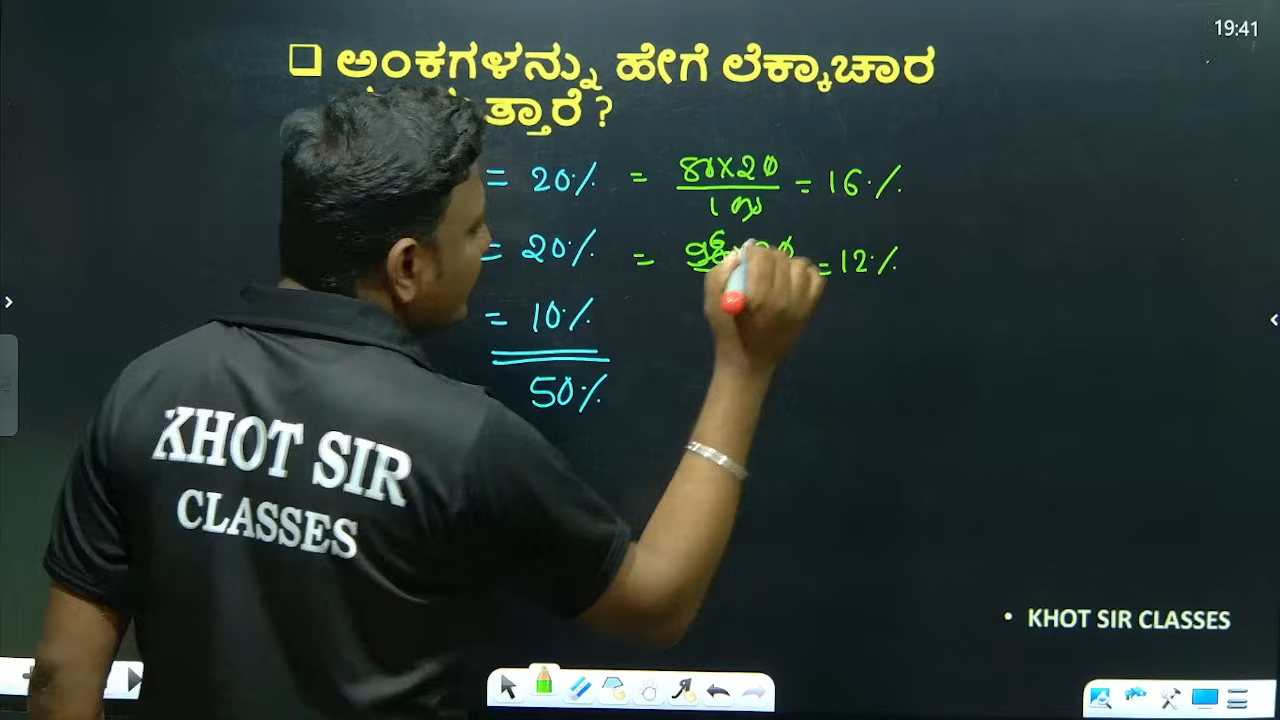 19:41
❑ ಅಂಕಗಳನ್ನು ಹೇಗೆ ಲೆಕ್ಕಾಚಾರ
ತ್ತಾರೆ ?
= 20% = 80×20 / 100 = 16%
= 20% = = 12%
= 10%
50%
KHOT SIR
CLASSES
• KHOT SIR CLASSES